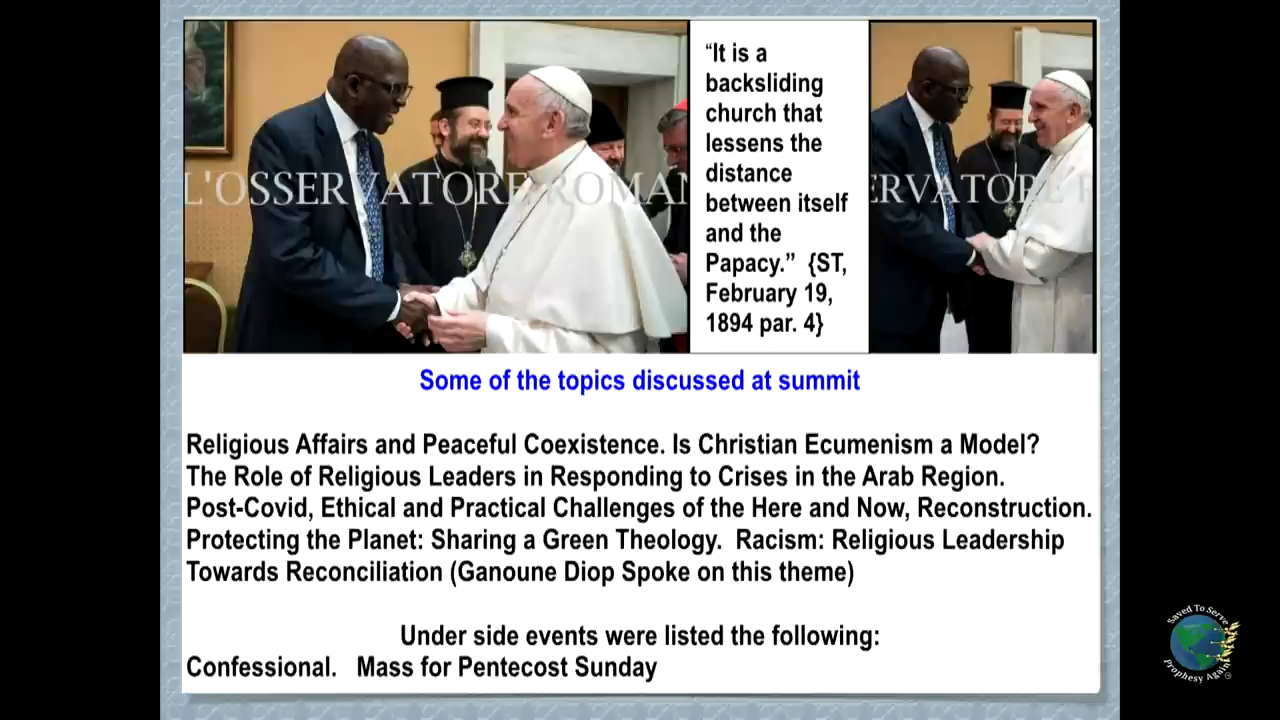 L'OSSERVATORE ROMAN
“It is a
backsliding
church that
lessens the
distance
between itself
and the
Papacy.” {ST,
February 19,
1894 par. 4}
ERVATORE R
Some of the topics discussed at summit
Religious Affairs and Peaceful Coexistence. Is Christian Ecumenism a Model?
The Role of Religious Leaders in Responding to Crises in the Arab Region.
Post-Covid, Ethical and Practical Challenges of the Here and Now, Reconstruction.
Protecting the Planet: Sharing a Green Theology. Racism: Religious Leadership
Towards Reconciliation (Ganoune Diop Spoke on this theme)
Under side events were listed the following:
Confessional. Mass for Pentecost Sunday
Saved To Serve
Prophesy Again